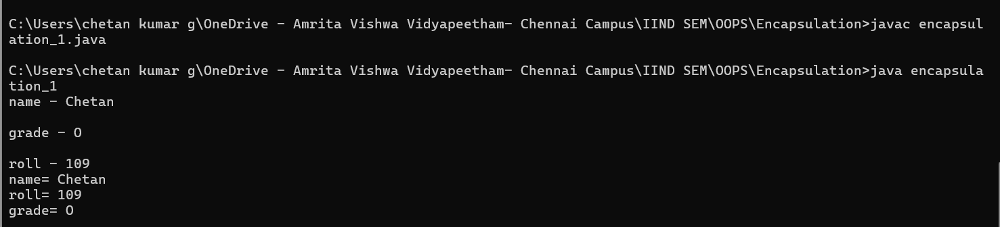 C:\Users\chetan kumar g\OneDrive - Amrita Vishwa Vidyapeetham- Chennai Campus\IIND SEM\OOPS\Encapsulation>javac encapsul
ation_1.java
C:\Users\chetan kumar g\OneDrive - Amrita Vishwa Vidyapeetham- Chennai Campus\IIND SEM\OOPS\Encapsulation>java encapsula
tion_1
name - Chetan
grade - O
roll - 109
name= Chetan
roll= 109
grade= O